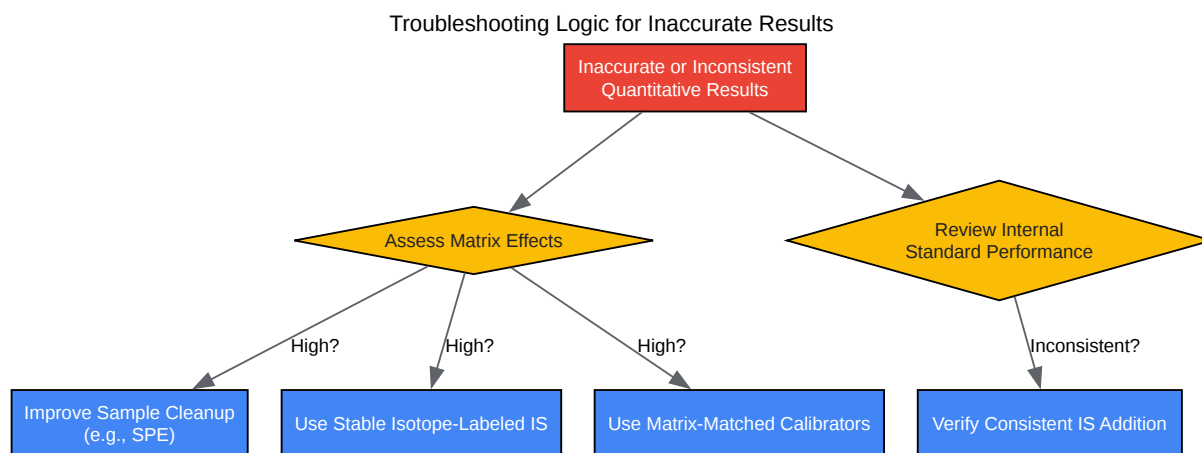 Troubleshooting Logic for Inaccurate Results
Inaccurate or Inconsistent
Quantitative Results
Assess Matrix Effects
Review Internal
Standard Performance
High?
High?
High?
Inconsistent?
Improve Sample Cleanup
(e.g., SPE)
Use Stable Isotope-Labeled IS
Use Matrix-Matched Calibrators
Verify Consistent IS Addition